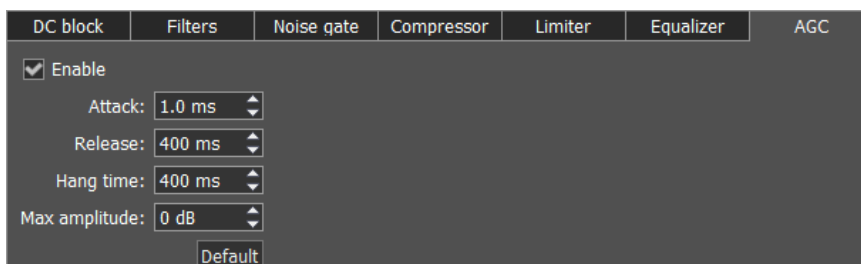 DC block Filters Noise gate Compressor Limiter Equalizer AGC
Enable
Attack: 1.0 ms
Release: 400 ms
Hang time: 400 ms
Max amplitude: 0 dB
Default